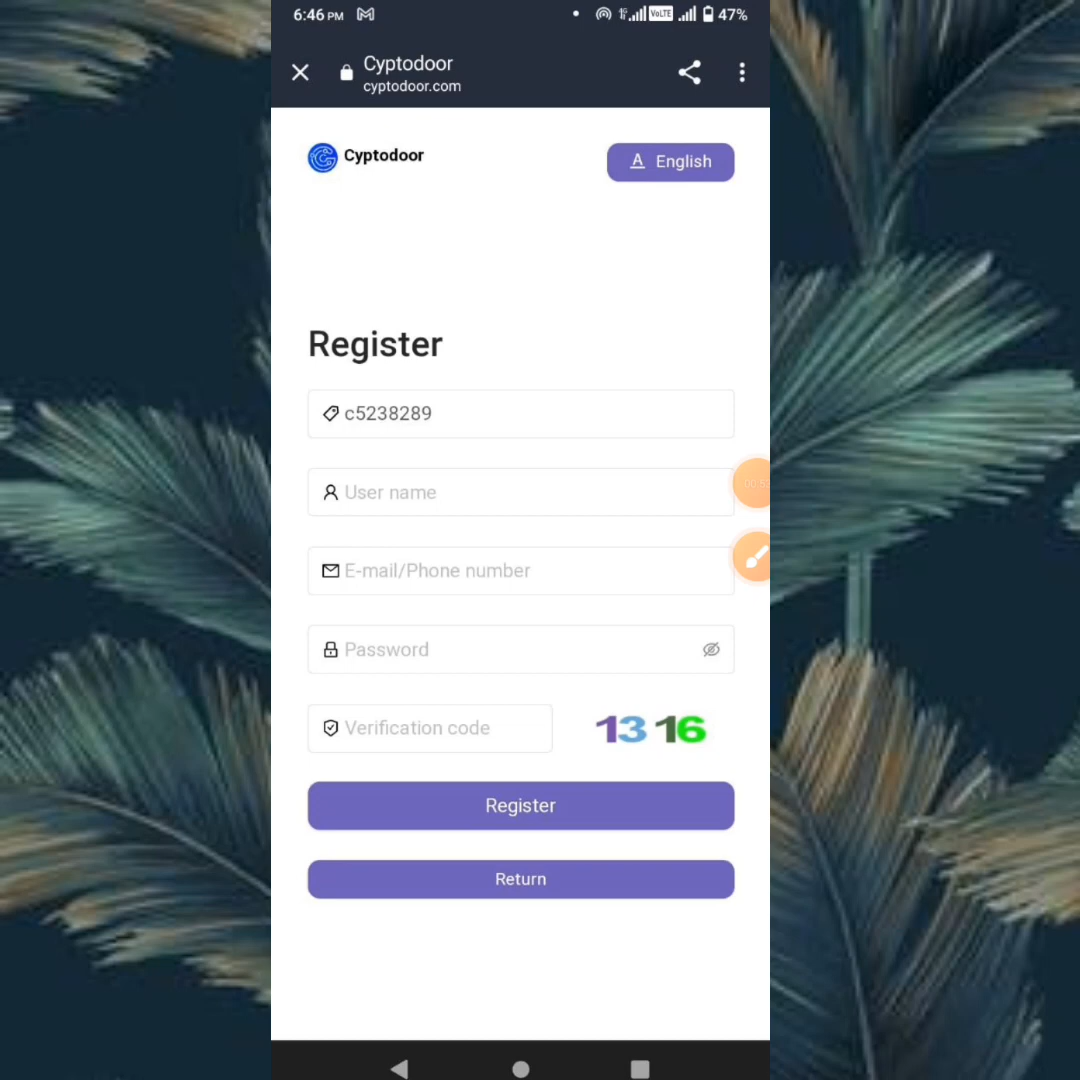 6:46 PM 47%
VoLTE
Cyptodoor
cyptodoor.com
Cyptodoor
A English
Register
c5238289
User name
E-mail/Phone number
Password
Verification code 1316
Register
Return